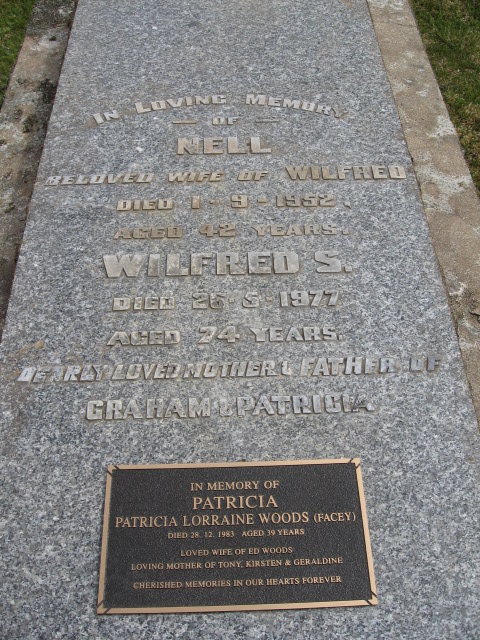 IN LOVING MEMORY
— OF —
NELL
BELOVED WIFE OF WILFRED
DIED 1-9-1952.
AGED 42 YEARS.
WILFRED S.
DIED 25-5-1977
AGED 74 YEARS.
DEARLY LOVED MOTHER & FATHER OF
GRAHAM & PATRICIA.
IN MEMORY OF
PATRICIA
PATRICIA LORRAINE WOODS (FACEY)
DIED 28. 12. 1983 AGED 39 YEARS
LOVED WIFE OF ED WOODS
LOVING MOTHER OF TONY, KIRSTEN & GERALDINE
CHERISHED MEMORIES IN OUR HEARTS FOREVER